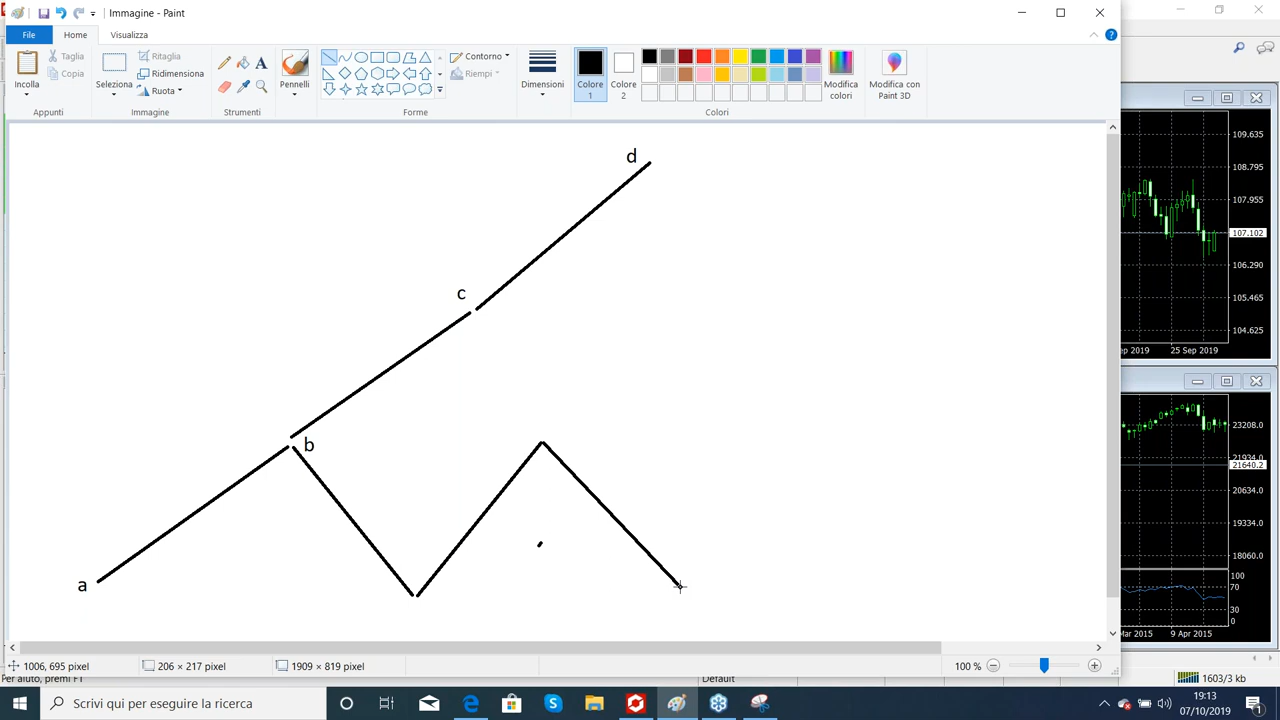 Immagine - Paint
File Home Visualizza
Incolla
Taglia
Copia
Appunti
Seleziona
Ritaglia
Ridimensiona
Ruota
Immagine
Strumenti
Pennelli
Contorno
Riempi
Forme
Dimensioni
Colore 1
Colore 2
Modifica colori
Colori
Modifica con Paint 3D
d
c
b
a
109.635
108.795
107.955
107.102
106.290
105.465
104.625
ep 2019 25 Sep 2019
23208.0
21934.0
21640.2
20634.0
19334.0
18060.0
100
70
30
0
Mar 2015 9 Apr 2015
1006, 695 pixel 206 × 217 pixel 1909 × 819 pixel 100 %
Per aiuto, premi F1 Default 1603/3 kb
Scrivi qui per eseguire la ricerca
19:13
07/10/2019
1